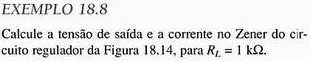 EXEMPLO 18.8
Calcule a tensão de saída e a corrente no Zener do cir-
cuito regulador da Figura 18.14, para R_L = 1 kΩ.